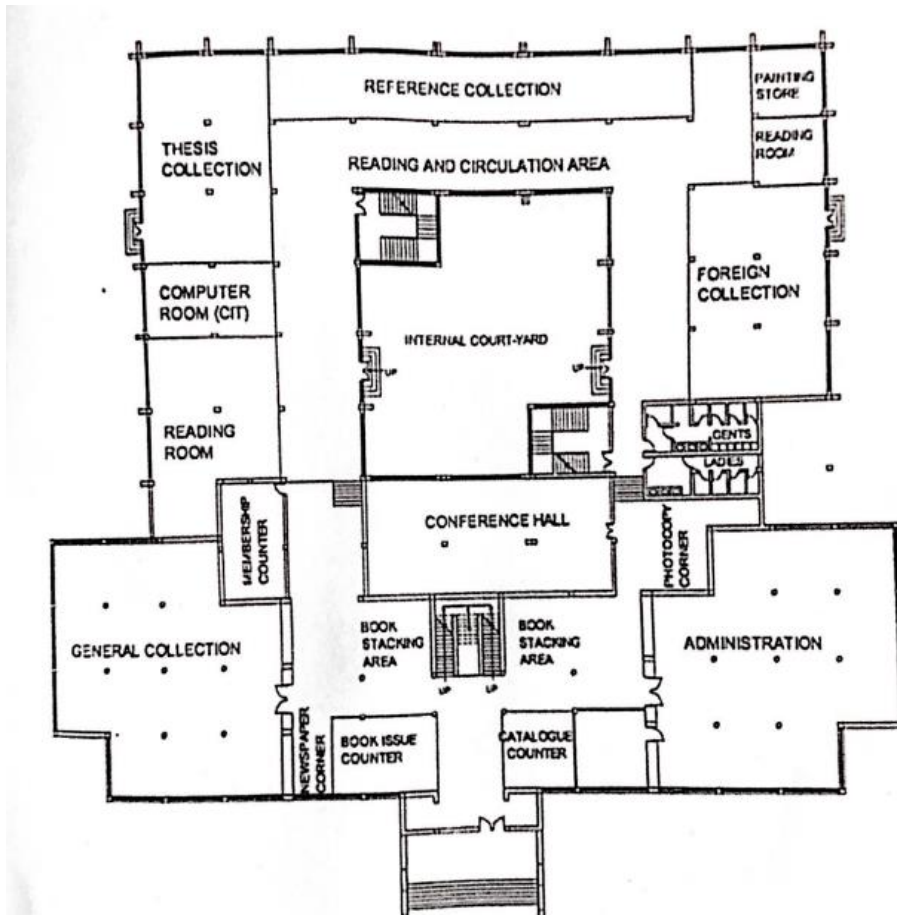 REFERENCE COLLECTION
PAINTING
STORE
THESIS
COLLECTION
READING AND CIRCULATION AREA
READING
ROOM
COMPUTER
ROOM (CIT)
FOREIGN
COLLECTION
INTERNAL COURT-YARD
UP
UP
READING
ROOM
GENTS
LADIES
MEMBERSHIP
COUNTER
CONFERENCE HALL
PHOTOCOPY
CORNER
GENERAL COLLECTION
BOOK
STACKING
AREA
BOOK
STACKING
AREA
ADMINISTRATION
UP
UP
NEWSPAPER
CORNER
BOOK ISSUE
COUNTER
CATALOGUE
COUNTER